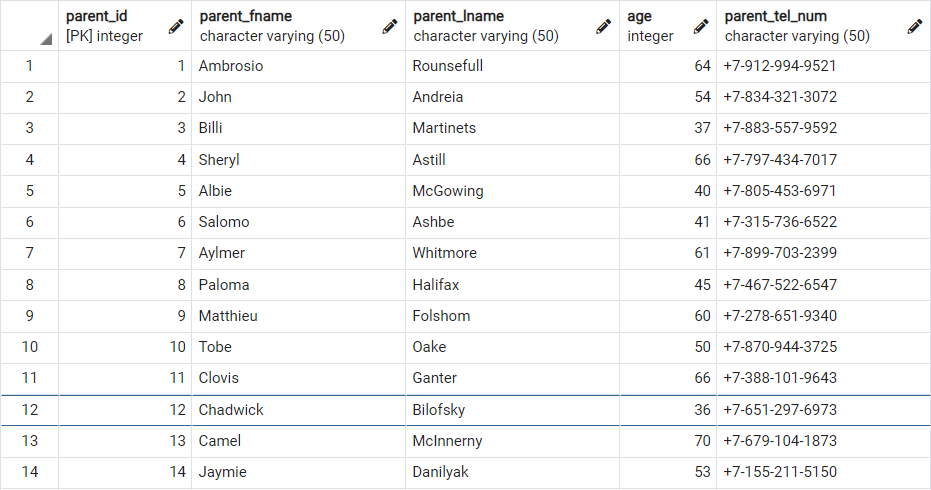 parent_id parent_fname parent_lname age parent_tel_num
[PK] integer character varying (50) character varying (50) integer character varying (50)
1 1 Ambrosio Rounsefull 64 +7-912-994-9521
2 2 John Andreia 54 +7-834-321-3072
3 3 Billi Martinets 37 +7-883-557-9592
4 4 Sheryl Astill 66 +7-797-434-7017
5 5 Albie McGowing 40 +7-805-453-6971
6 6 Salomo Ashbe 41 +7-315-736-6522
7 7 Aylmer Whitmore 61 +7-899-703-2399
8 8 Paloma Halifax 45 +7-467-522-6547
9 9 Matthieu Folshom 60 +7-278-651-9340
10 10 Tobe Oake 50 +7-870-944-3725
11 11 Clovis Ganter 66 +7-388-101-9643
12 12 Chadwick Bilofsky 36 +7-651-297-6973
13 13 Camel McInnerny 70 +7-679-104-1873
14 14 Jaymie Danilyak 53 +7-155-211-5150